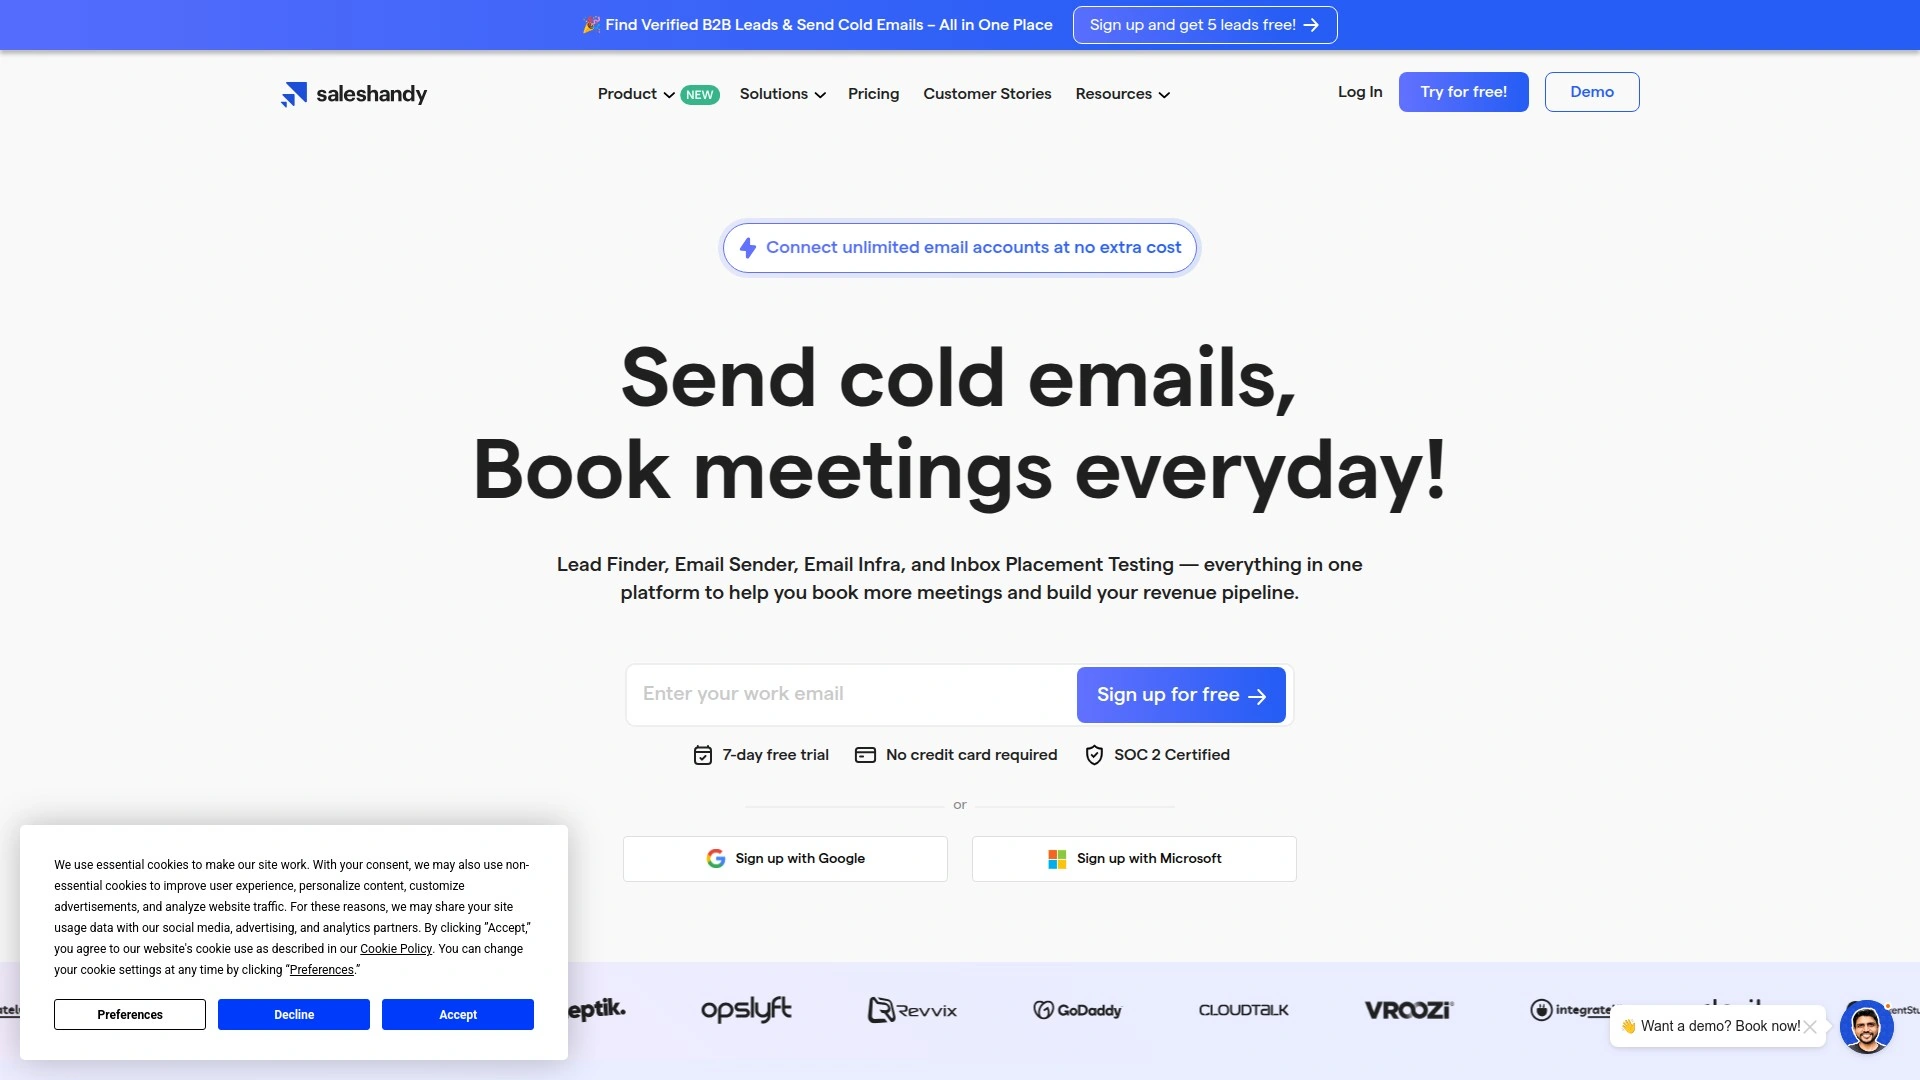 🎉 Find Verified B2B Leads & Send Cold Emails – All in One Place
Sign up and get 5 leads free! →
saleshandy
Product NEW Solutions Pricing Customer Stories Resources
Log In Try for free! Demo
Connect unlimited email accounts at no extra cost
Send cold emails,
Book meetings everyday!
Lead Finder, Email Sender, Email Infra, and Inbox Placement Testing — everything in one
platform to help you book more meetings and build your revenue pipeline.
Enter your work email
Sign up for free →
7-day free trial No credit card required SOC 2 Certified
or
Sign up with Google Sign up with Microsoft
We use essential cookies to make our site work. With your consent, we may also use non-
essential cookies to improve user experience, personalize content, customize
advertisements, and analyze website traffic. For these reasons, we may share your site
usage data with our social media, advertising, and analytics partners. By clicking "Accept,"
you agree to our website's cookie use as described in our Cookie Policy. You can change
your cookie settings at any time by clicking "Preferences."
Preferences Decline Accept
eptik. opslyft Revvix GoDaddy CLOUDTALK VROOZi integrate
👋 Want a demo? Book now!